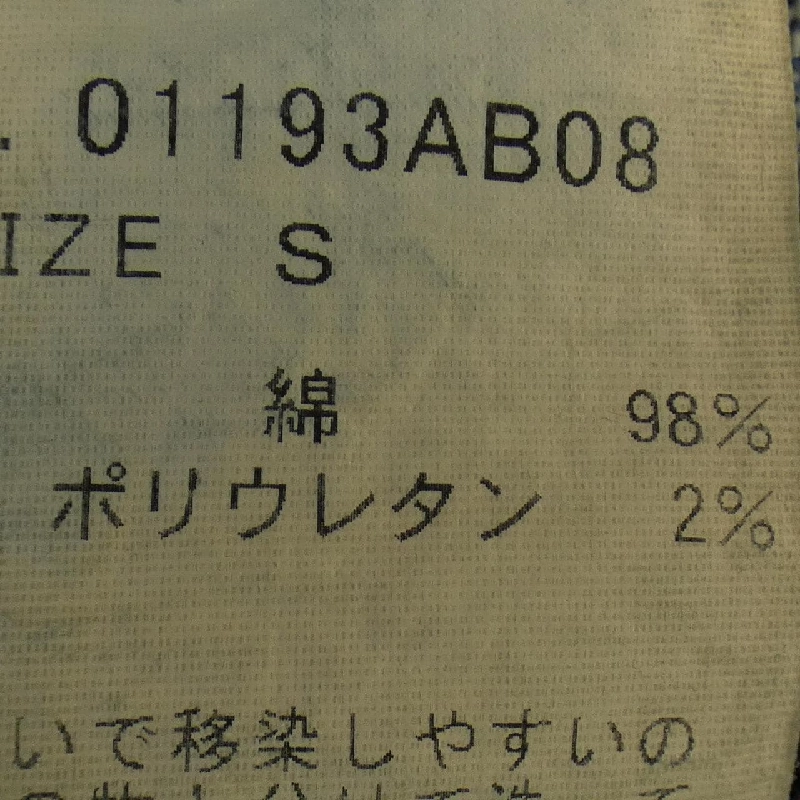 . 01193AB08
IZE S
綿 98%
ポリウレタン 2%
いで移染しやすいの